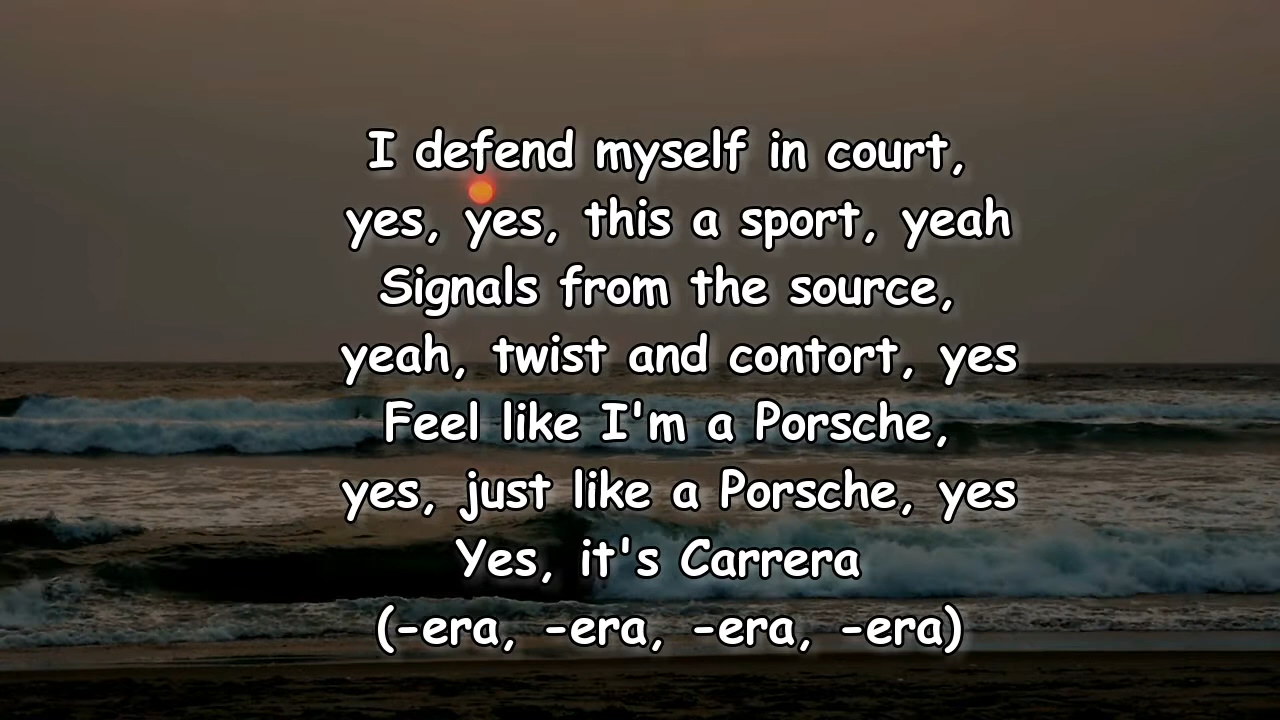 I defend myself in court,
yes, yes, this a sport, yeah
Signals from the source,
yeah, twist and contort, yes
Feel like I'm a Porsche,
yes, just like a Porsche, yes
Yes, it's Carrera
(-era, -era, -era, -era)